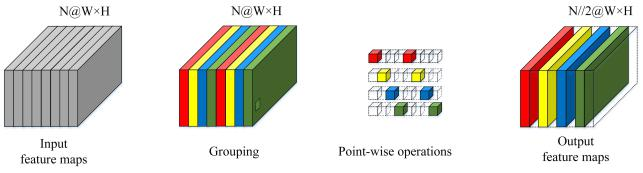 N@W×H
N@W×H
N//2@W×H
Input
feature maps
Grouping
Point-wise operations
Output
feature maps